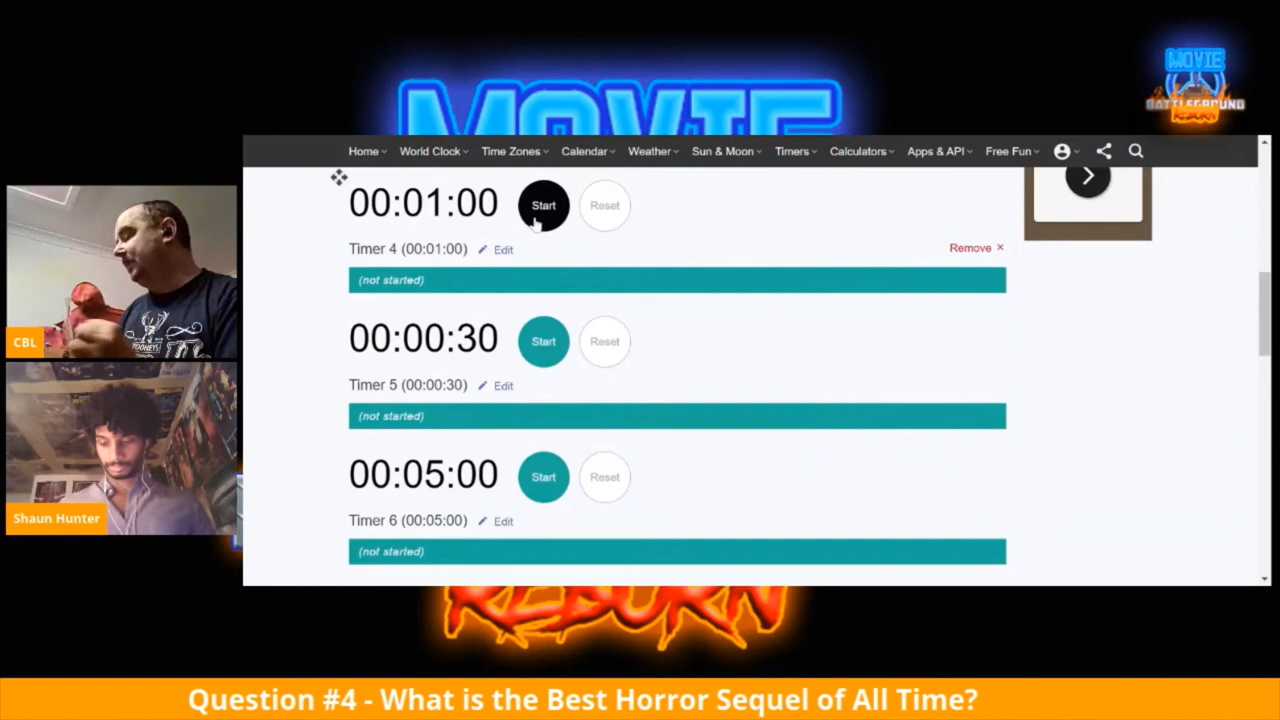 MOVIE
MOVIE
BATTLEGROUND
REBORN
Home World Clock Time Zones Calendar Weather Sun & Moon Timers Calculators Apps & API Free Fun
00:01:00 Start Reset
Timer 4 (00:01:00) Edit Remove ×
(not started)
00:00:30 Start Reset
Timer 5 (00:00:30) Edit
(not started)
00:05:00 Start Reset
Timer 6 (00:05:00) Edit
(not started)
CBL
Shaun Hunter
REBORN
Question #4 - What is the Best Horror Sequel of All Time?